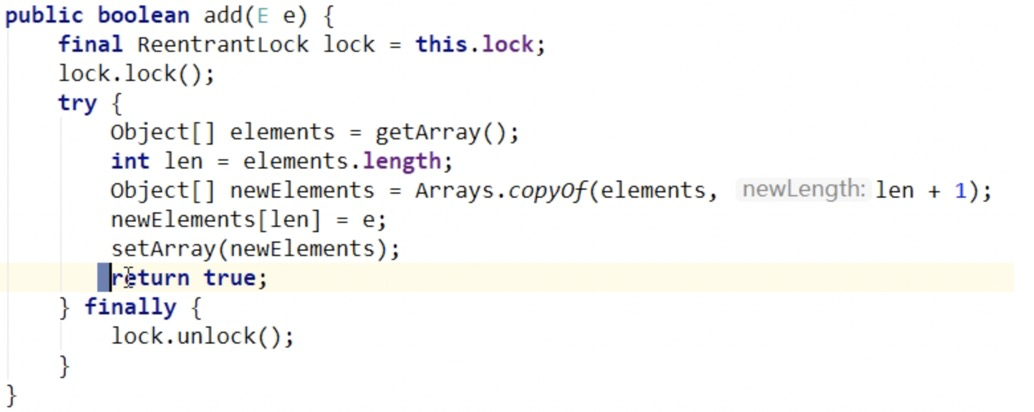 public boolean add(E e) {
    final ReentrantLock lock = this.lock;
    lock.lock();
    try {
        Object[] elements = getArray();
        int len = elements.length;
        Object[] newElements = Arrays.copyOf(elements, newLength: len + 1);
        newElements[len] = e;
        setArray(newElements);
        return true;
    } finally {
        lock.unlock();
    }
}